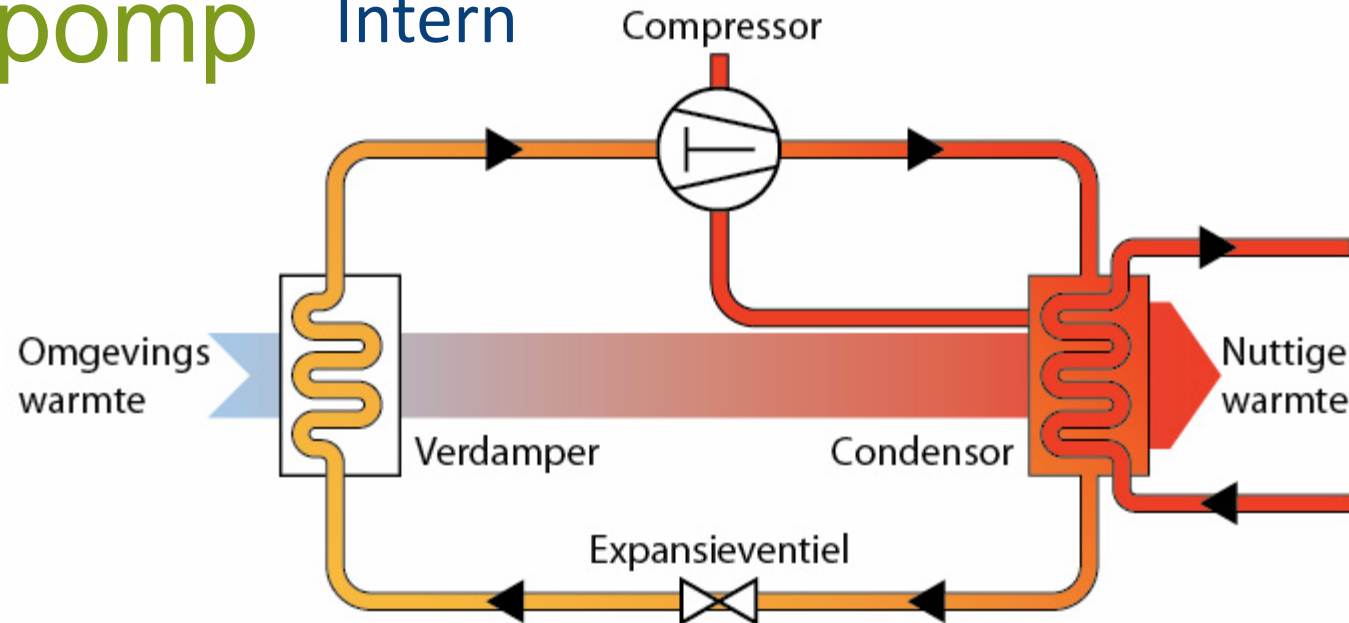 pomp
Intern
Compressor
Omgevings
warmte
Nuttige
warmte
Verdamper
Condensor
Expansieventiel